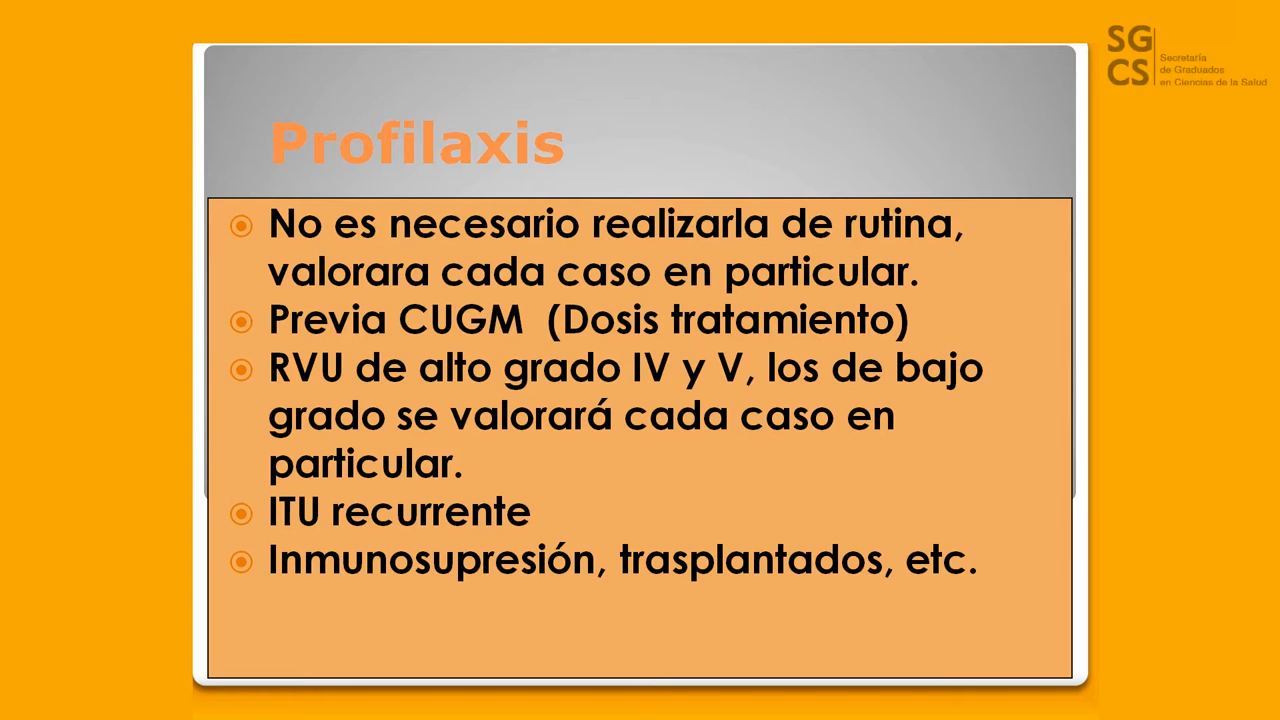 SG
CS
Secretaría
de Graduados
en Ciencias de la Salud
Profilaxis
No es necesario realizarla de rutina,
valorara cada caso en particular.
Previa CUGM (Dosis tratamiento)
RVU de alto grado IV y V, los de bajo
grado se valorará cada caso en
particular.
ITU recurrente
Inmunosupresión, trasplantados, etc.